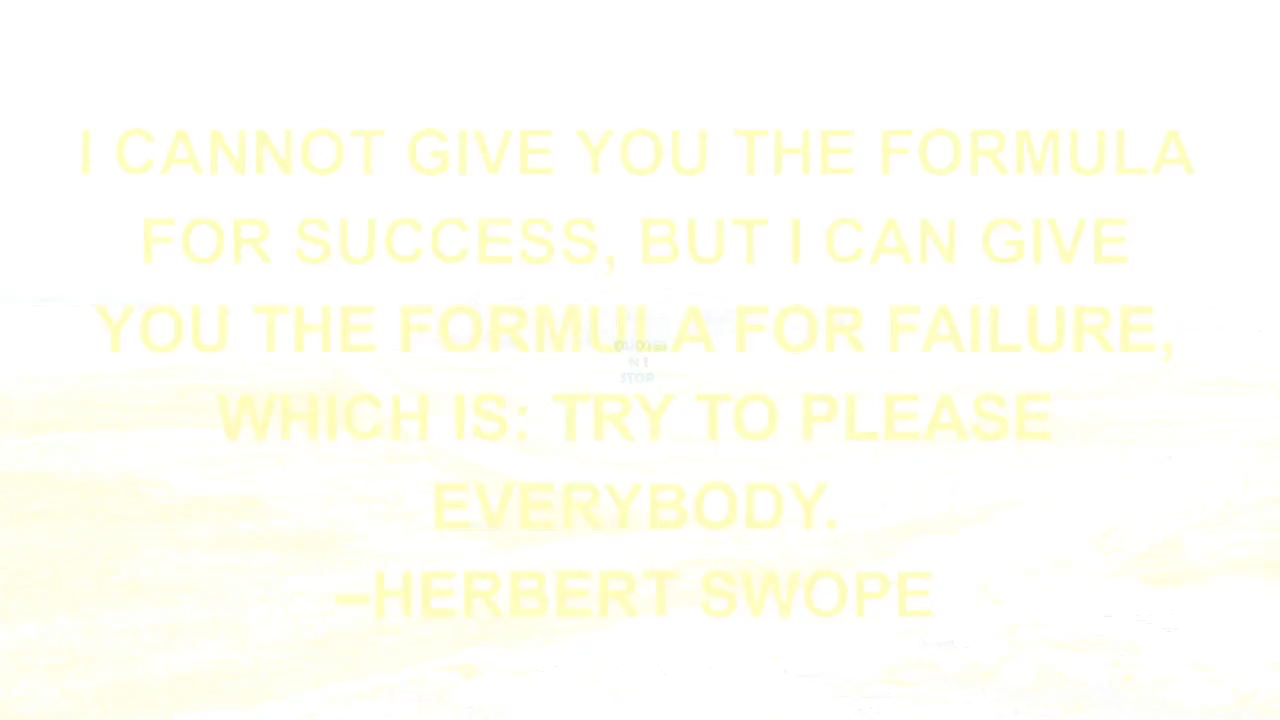 I CANNOT GIVE YOU THE FORMULA
FOR SUCCESS, BUT I CAN GIVE
YOU THE FORMULA FOR FAILURE,
WHICH IS: TRY TO PLEASE
EVERYBODY.
–HERBERT SWOPE
STOP